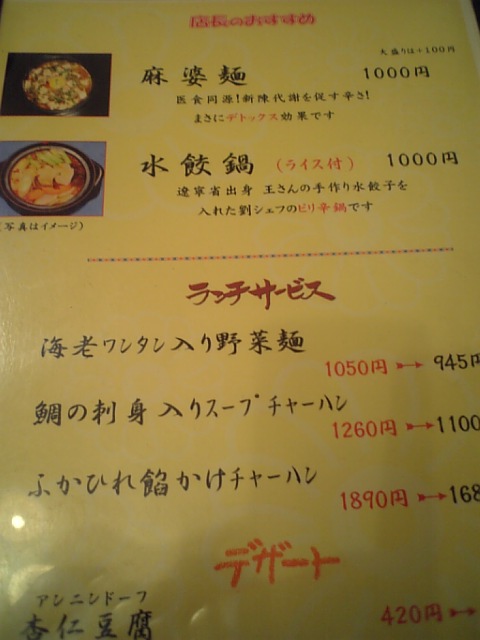 店長のおすすめ
大盛りは+100円
麻婆麺 1000円
医食同源!新陳代謝を促す辛さ!
まさにデトックス効果です
水餃鍋 (ライス付) 1000円
遼寧省出身 王さんの手作り水餃子を
入れた劉シェフのピリ辛鍋です
(写真はイメージ)
ランチサービス
海老ワンタン入り野菜麺
1050円 → 945円
鯛の刺身入りスープチャーハン
1260円 → 1100
ふかひれ餡かけチャーハン
1890円 → 168
デザート
アンニンドーフ
杏仁豆腐 420円 →